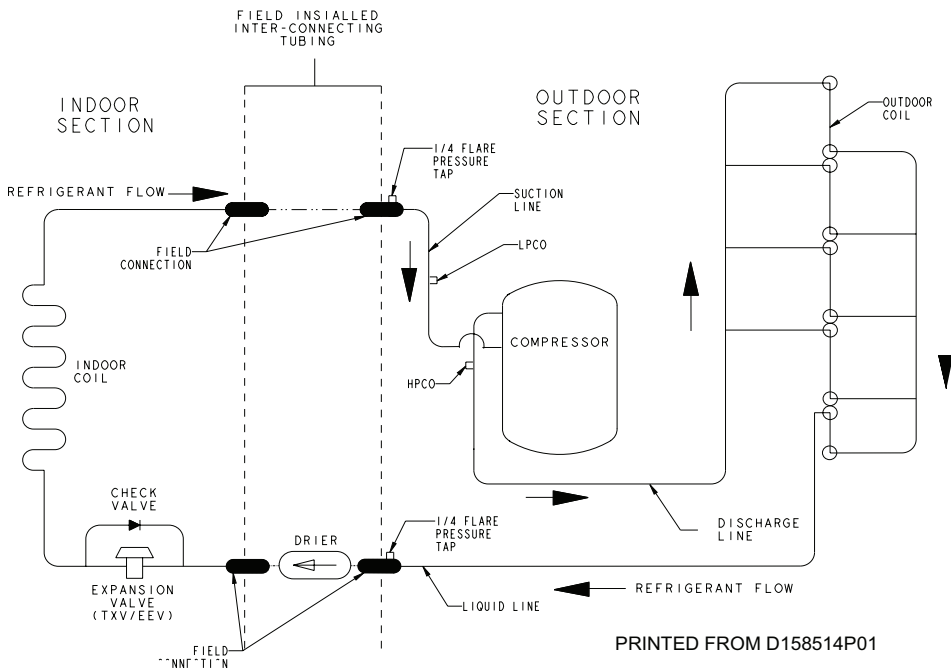 FIELD INSIALLED
INTER-CONNECTING
TUBING
INDOOR
SECTION
OUTDOOR
SECTION
OUTDOOR
COIL
1/4 FLARE
PRESSURE
TAP
REFRIGERANT FLOW
SUCTION
LINE
FIELD
CONNECTION
LPCO
COMPRESSOR
INDOOR
COIL
HPCO
CHECK
VALVE
DRIER
1/4 FLARE
PRESSURE
TAP
DISCHARGE
LINE
EXPANSION
VALVE
(TXV/EEV)
LIQUID LINE
REFRIGERANT FLOW
FIELD
PRINTED FROM D158514P01